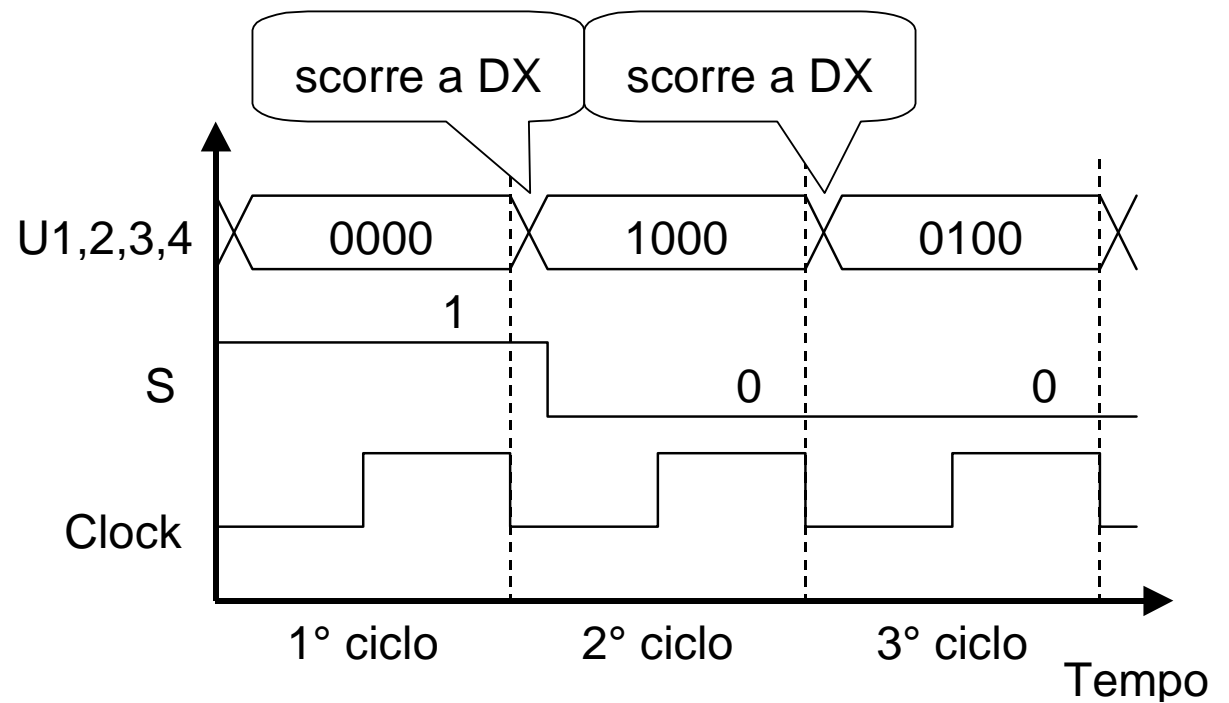 scorre a DX scorre a DX
U1,2,3,4 0000 1000 0100
1
S 0 0
Clock
1° ciclo 2° ciclo 3° ciclo
Tempo